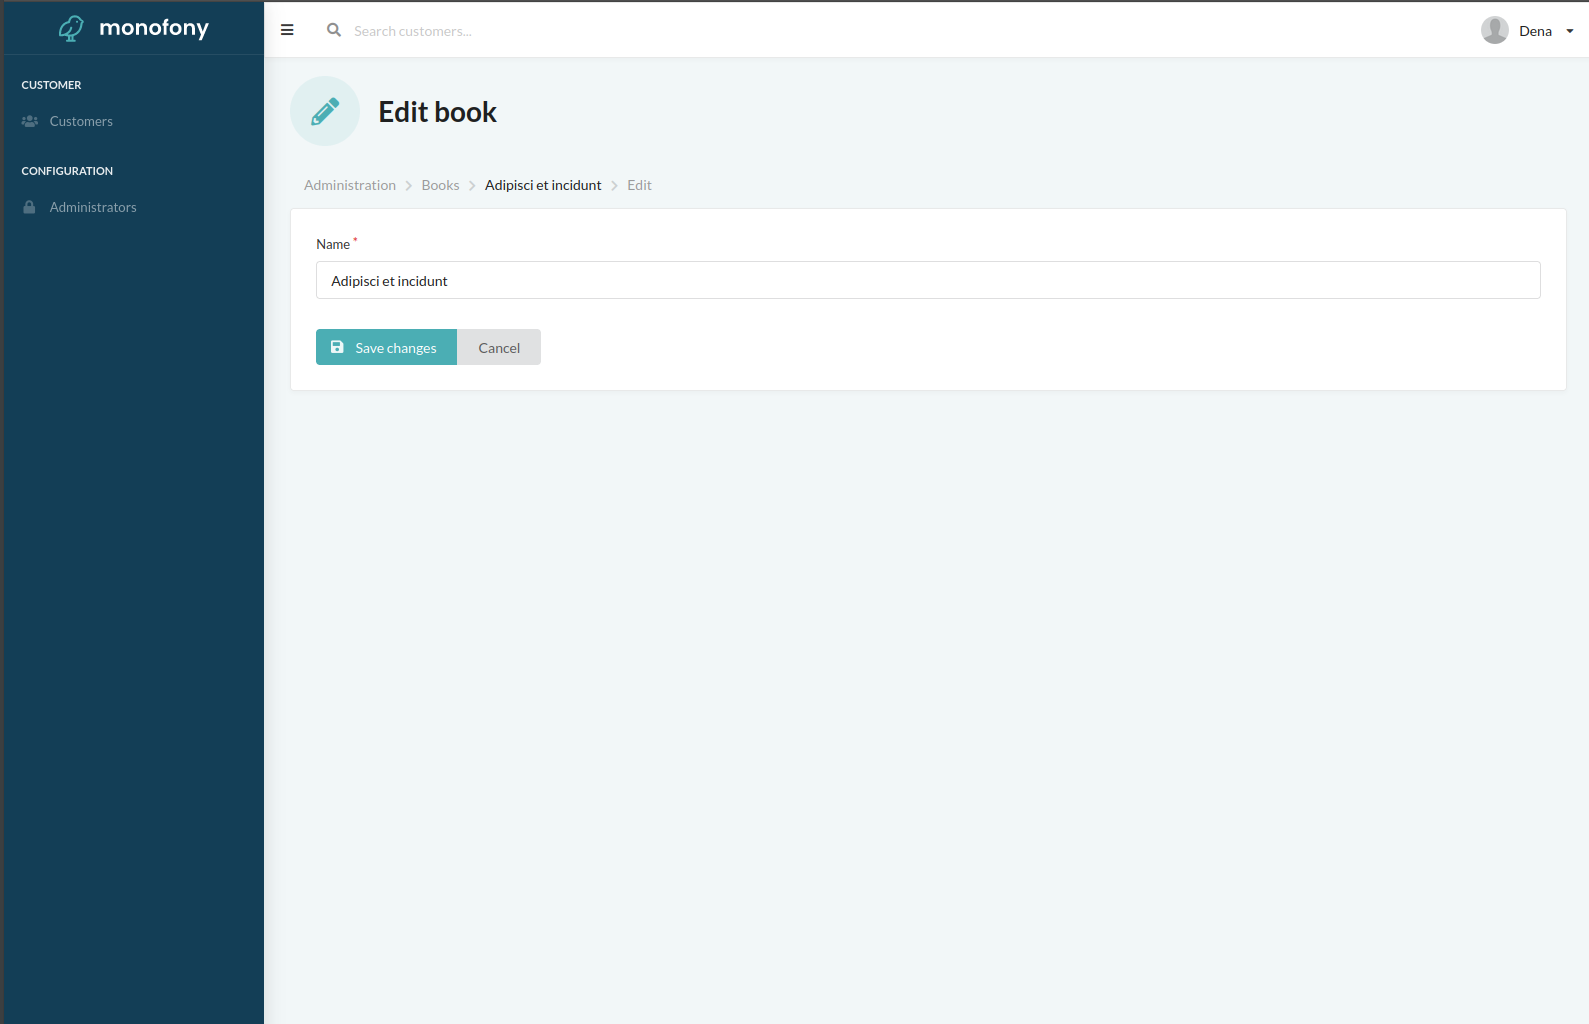 monofony
Search customers...
Dena
CUSTOMER
Customers
CONFIGURATION
Administrators
Edit book
Administration > Books > Adipisci et incidunt > Edit
Name *
Adipisci et incidunt
Save changes
Cancel